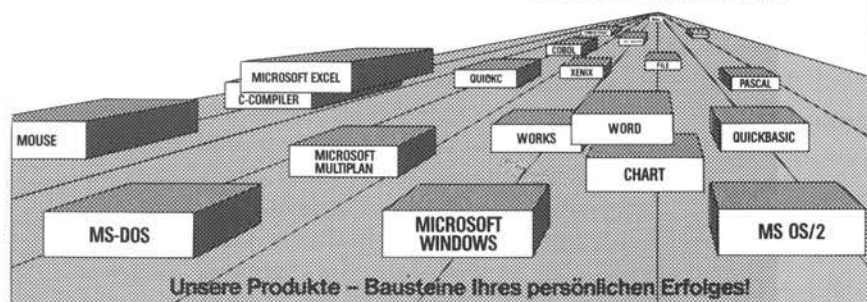 COBOL
MICROSOFT EXCEL
QUICKC
XENIX
FILE
PASCAL
C-COMPILER
MOUSE
WORKS
WORD
QUICKBASIC
MICROSOFT
MULTIPLAN
CHART
MS-DOS
MICROSOFT
WINDOWS
MS OS/2
Unsere Produkte – Bausteine Ihres persönlichen Erfolges!